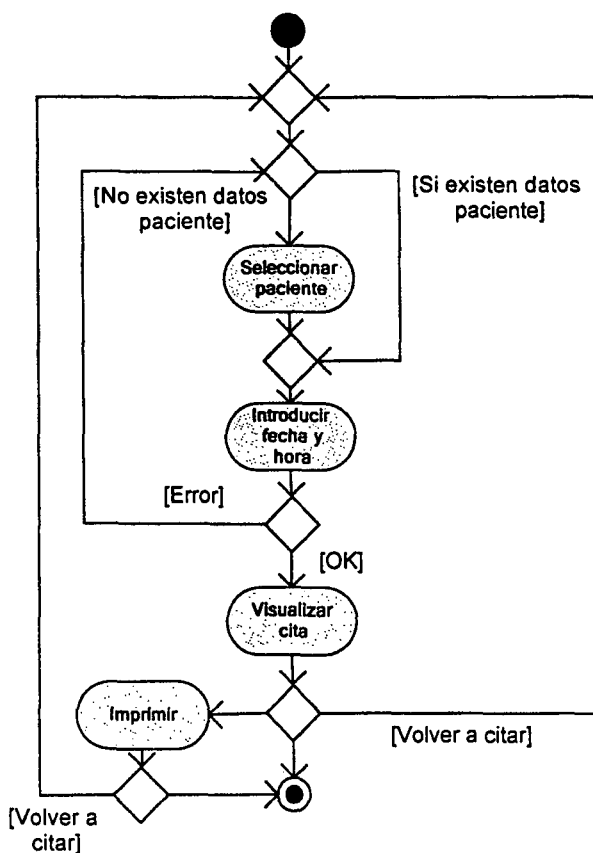 [No existen datos
paciente]
[Si existen datos
paciente]
Seleccionar
paciente
Introducir
fecha y
hora
[Error]
[OK]
Visualizar
cita
Imprimir
[Volver a citar]
[Volver a
citar]